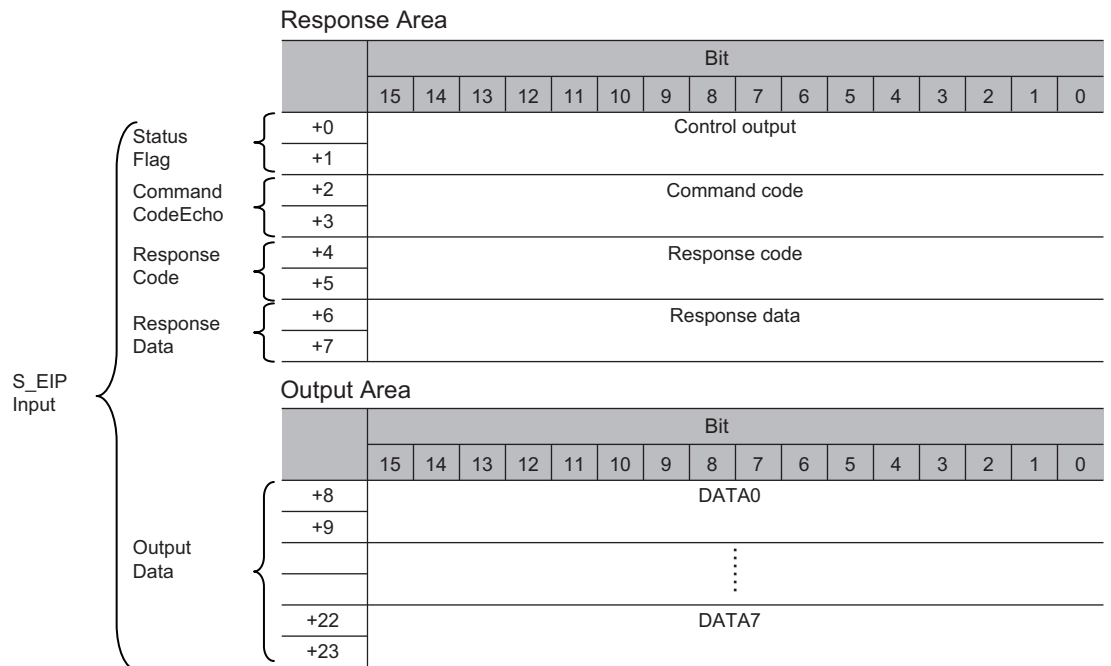 Response Area
Bit
15 14 13 12 11 10 9 8 7 6 5 4 3 2 1 0
Status
Flag
+0
Control output
+1
Command
CodeEcho
+2
Command code
+3
Response
Code
+4
Response code
+5
Response
Data
+6
Response data
+7
S_EIP
Input
Output Area
Bit
15 14 13 12 11 10 9 8 7 6 5 4 3 2 1 0
+8
DATA0
+9
Output
Data
+22
DATA7
+23